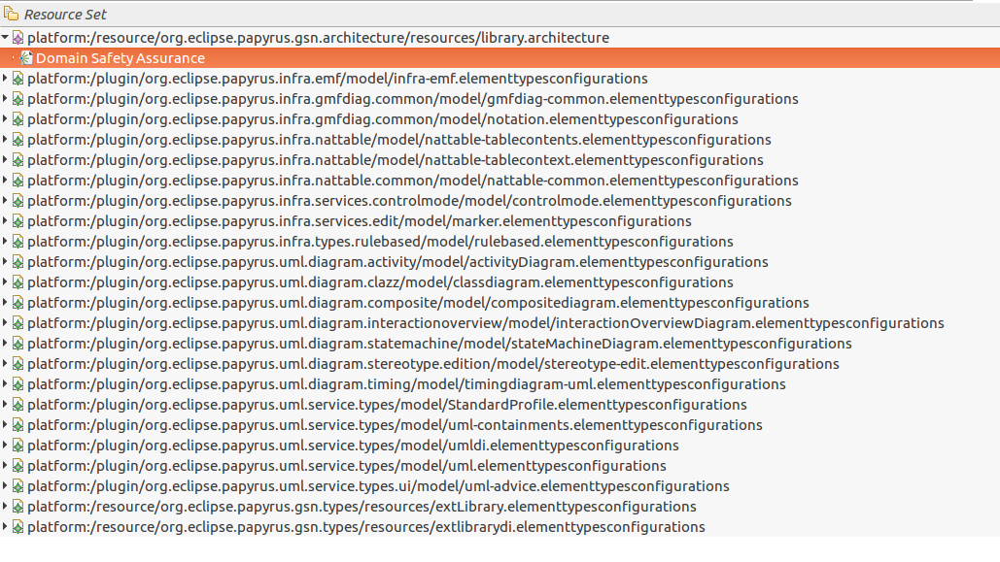 Resource Set
platform:/resource/org.eclipse.papyrus.gsn.architecture/resources/library.architecture
Domain Safety Assurance
platform:/plugin/org.eclipse.papyrus.infra.emf/model/infra-emf.elementtypesconfigurations
platform:/plugin/org.eclipse.papyrus.infra.gmfdiag.common/model/gmfdiag-common.elementtypesconfigurations
platform:/plugin/org.eclipse.papyrus.infra.gmfdiag.common/model/notation.elementtypesconfigurations
platform:/plugin/org.eclipse.papyrus.infra.nattable/model/nattable-tablecontents.elementtypesconfigurations
platform:/plugin/org.eclipse.papyrus.infra.nattable/model/nattable-tablecontext.elementtypesconfigurations
platform:/plugin/org.eclipse.papyrus.infra.nattable.common/model/nattable-common.elementtypesconfigurations
platform:/plugin/org.eclipse.papyrus.infra.services.controlmode/model/controlmode.elementtypesconfigurations
platform:/plugin/org.eclipse.papyrus.infra.services.edit/model/marker.elementtypesconfigurations
platform:/plugin/org.eclipse.papyrus.infra.types.rulebased/model/rulebased.elementtypesconfigurations
platform:/plugin/org.eclipse.papyrus.uml.diagram.activity/model/activityDiagram.elementtypesconfigurations
platform:/plugin/org.eclipse.papyrus.uml.diagram.clazz/model/classdiagram.elementtypesconfigurations
platform:/plugin/org.eclipse.papyrus.uml.diagram.composite/model/compositediagram.elementtypesconfigurations
platform:/plugin/org.eclipse.papyrus.uml.diagram.interactionoverview/model/interactionOverviewDiagram.elementtypesconfigurations
platform:/plugin/org.eclipse.papyrus.uml.diagram.statemachine/model/stateMachineDiagram.elementtypesconfigurations
platform:/plugin/org.eclipse.papyrus.uml.diagram.stereotype.edition/model/stereotype-edit.elementtypesconfigurations
platform:/plugin/org.eclipse.papyrus.uml.diagram.timing/model/timingdiagram-uml.elementtypesconfigurations
platform:/plugin/org.eclipse.papyrus.uml.service.types/model/StandardProfile.elementtypesconfigurations
platform:/plugin/org.eclipse.papyrus.uml.service.types/model/uml-containments.elementtypesconfigurations
platform:/plugin/org.eclipse.papyrus.uml.service.types/model/umldi.elementtypesconfigurations
platform:/plugin/org.eclipse.papyrus.uml.service.types/model/uml.elementtypesconfigurations
platform:/plugin/org.eclipse.papyrus.uml.service.types.ui/model/uml-advice.elementtypesconfigurations
platform:/resource/org.eclipse.papyrus.gsn.types/resources/extLibrary.elementtypesconfigurations
platform:/resource/org.eclipse.papyrus.gsn.types/resources/extlibrarydi.elementtypesconfigurations